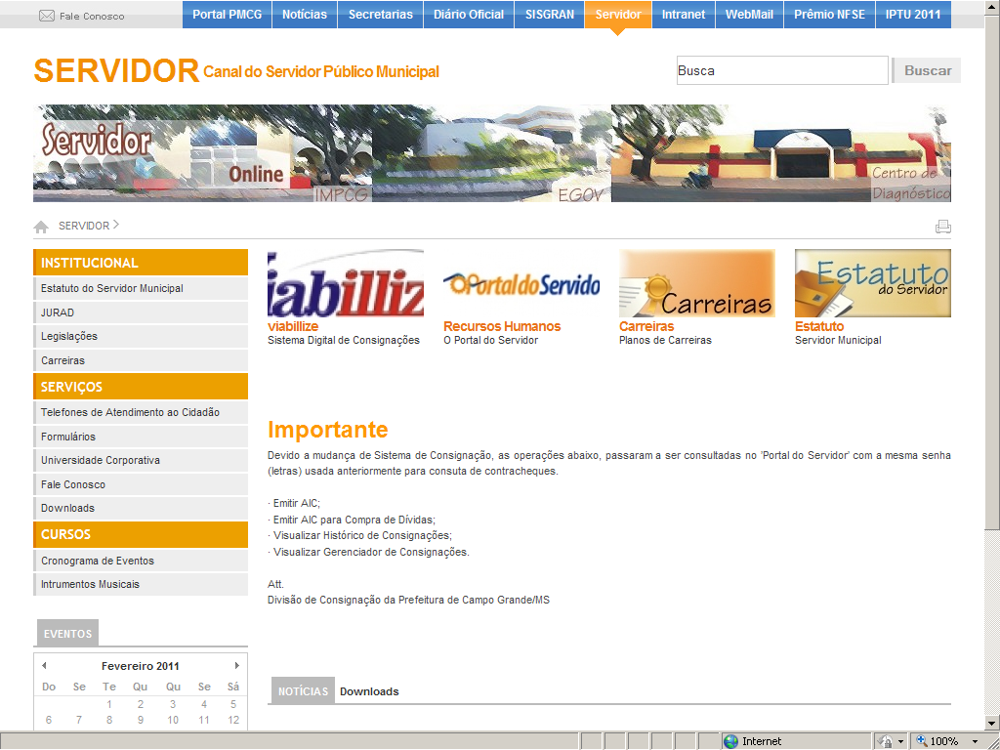 Fale Conosco
Portal PMCG
Notícias
Secretarias
Diário Oficial
SISGRAN
Servidor
Intranet
WebMail
Prêmio NFSE
IPTU 2011
SERVIDOR Canal do Servidor Público Municipal
Busca
Buscar
Servidor
Online
IMPCG
EGOV
Centro de
Diagnóstico
SERVIDOR
INSTITUCIONAL
Estatuto do Servidor Municipal
JURAD
Legislações
Carreiras
SERVIÇOS
Telefones de Atendimento ao Cidadão
Formulários
Universidade Corporativa
Fale Conosco
Downloads
CURSOS
Cronograma de Eventos
Intrumentos Musicais
EVENTOS
Fevereiro 2011
Do Se Te Qu Qu Se Sá
1 2 3 4 5
6 7 8 9 10 11 12
iabilliz
viabillize
Sistema Digital de Consignações
OPortaldoServido
Recursos Humanos
O Portal do Servidor
Carreiras
Carreiras
Planos de Carreiras
Estatuto
do Servidor
Estatuto
Servidor Municipal
Importante
Devido a mudança de Sistema de Consignação, as operações abaixo, passaram a ser consultadas no 'Portal do Servidor' com a mesma senha
(letras) usada anteriormente para consuta de contracheques.
· Emitir AIC;
· Emitir AIC para Compra de Dívidas;
· Visualizar Histórico de Consignações;
· Visualizar Gerenciador de Consignações.
Att.
Divisão de Consignação da Prefeitura de Campo Grande/MS
NOTÍCIAS
Downloads
Internet
100%